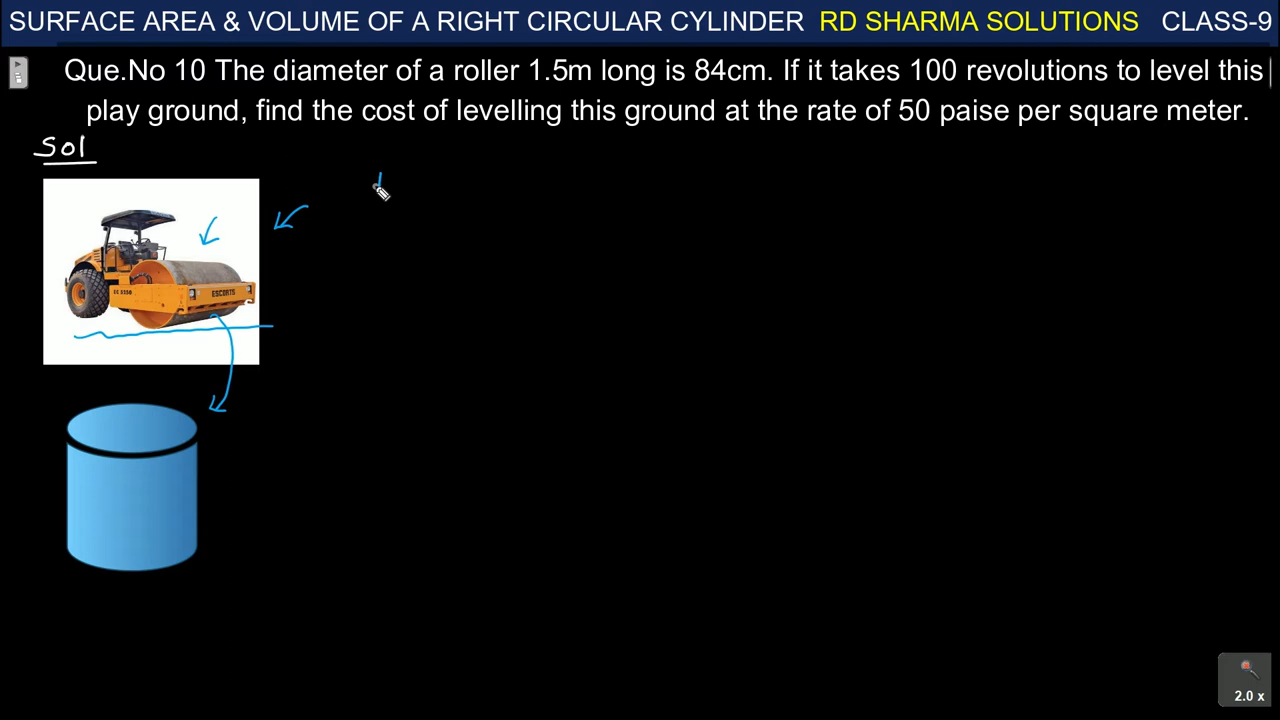 SURFACE AREA & VOLUME OF A RIGHT CIRCULAR CYLINDER RD SHARMA SOLUTIONS CLASS-9
Que.No 10 The diameter of a roller 1.5m long is 84cm. If it takes 100 revolutions to level this
play ground, find the cost of levelling this ground at the rate of 50 paise per square meter.
Sol
ESCORTS
2.0 x